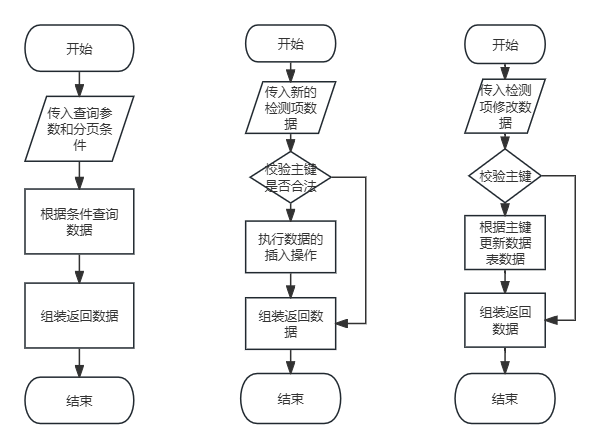 开始
传入查询参
数和分页条
件
根据条件查询
数据
组装返回数据
结束
开始
传入新的
检测项数
据
校验主键
是否合法
执行数据的
插入操作
组装返回数
据
结束
开始
传入检测
项修改数
据
校验主键
根据主键
更新数据
表数据
组装返回
数据
结束